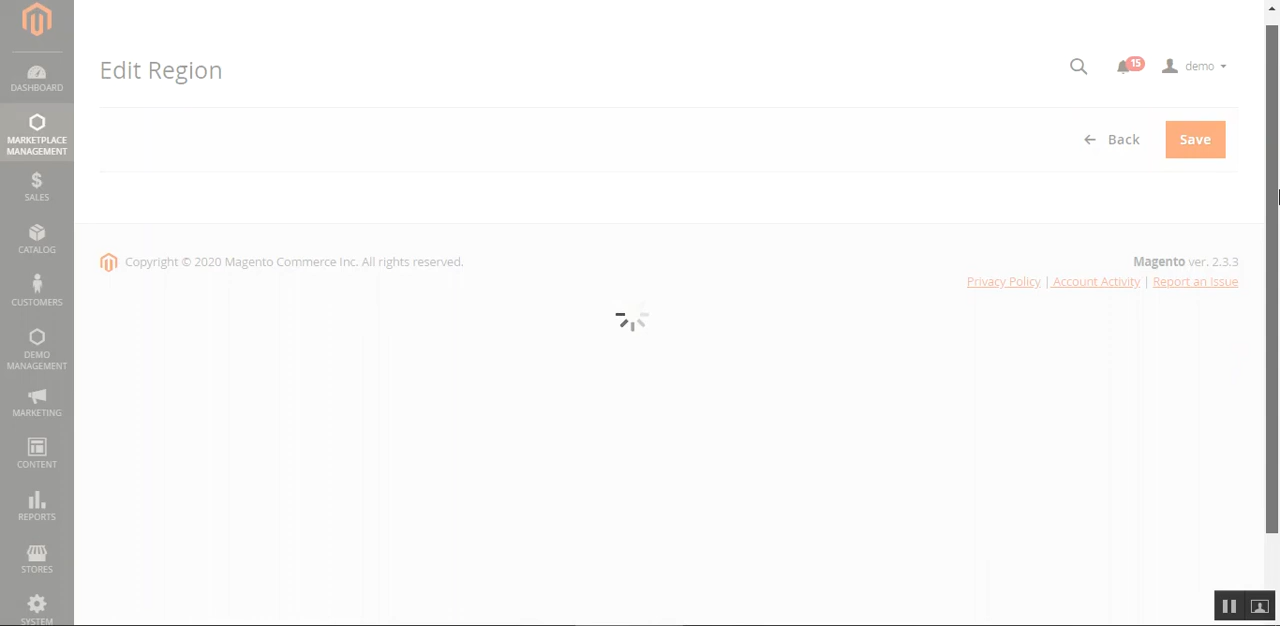 Edit Region
15
demo
Back
Save
DASHBOARD
MARKETPLACE
MANAGEMENT
SALES
CATALOG
CUSTOMERS
DEMO
MANAGEMENT
MARKETING
CONTENT
REPORTS
STORES
SYSTEM
Copyright © 2020 Magento Commerce Inc. All rights reserved.
Magento ver. 2.3.3
Privacy Policy | Account Activity | Report an Issue